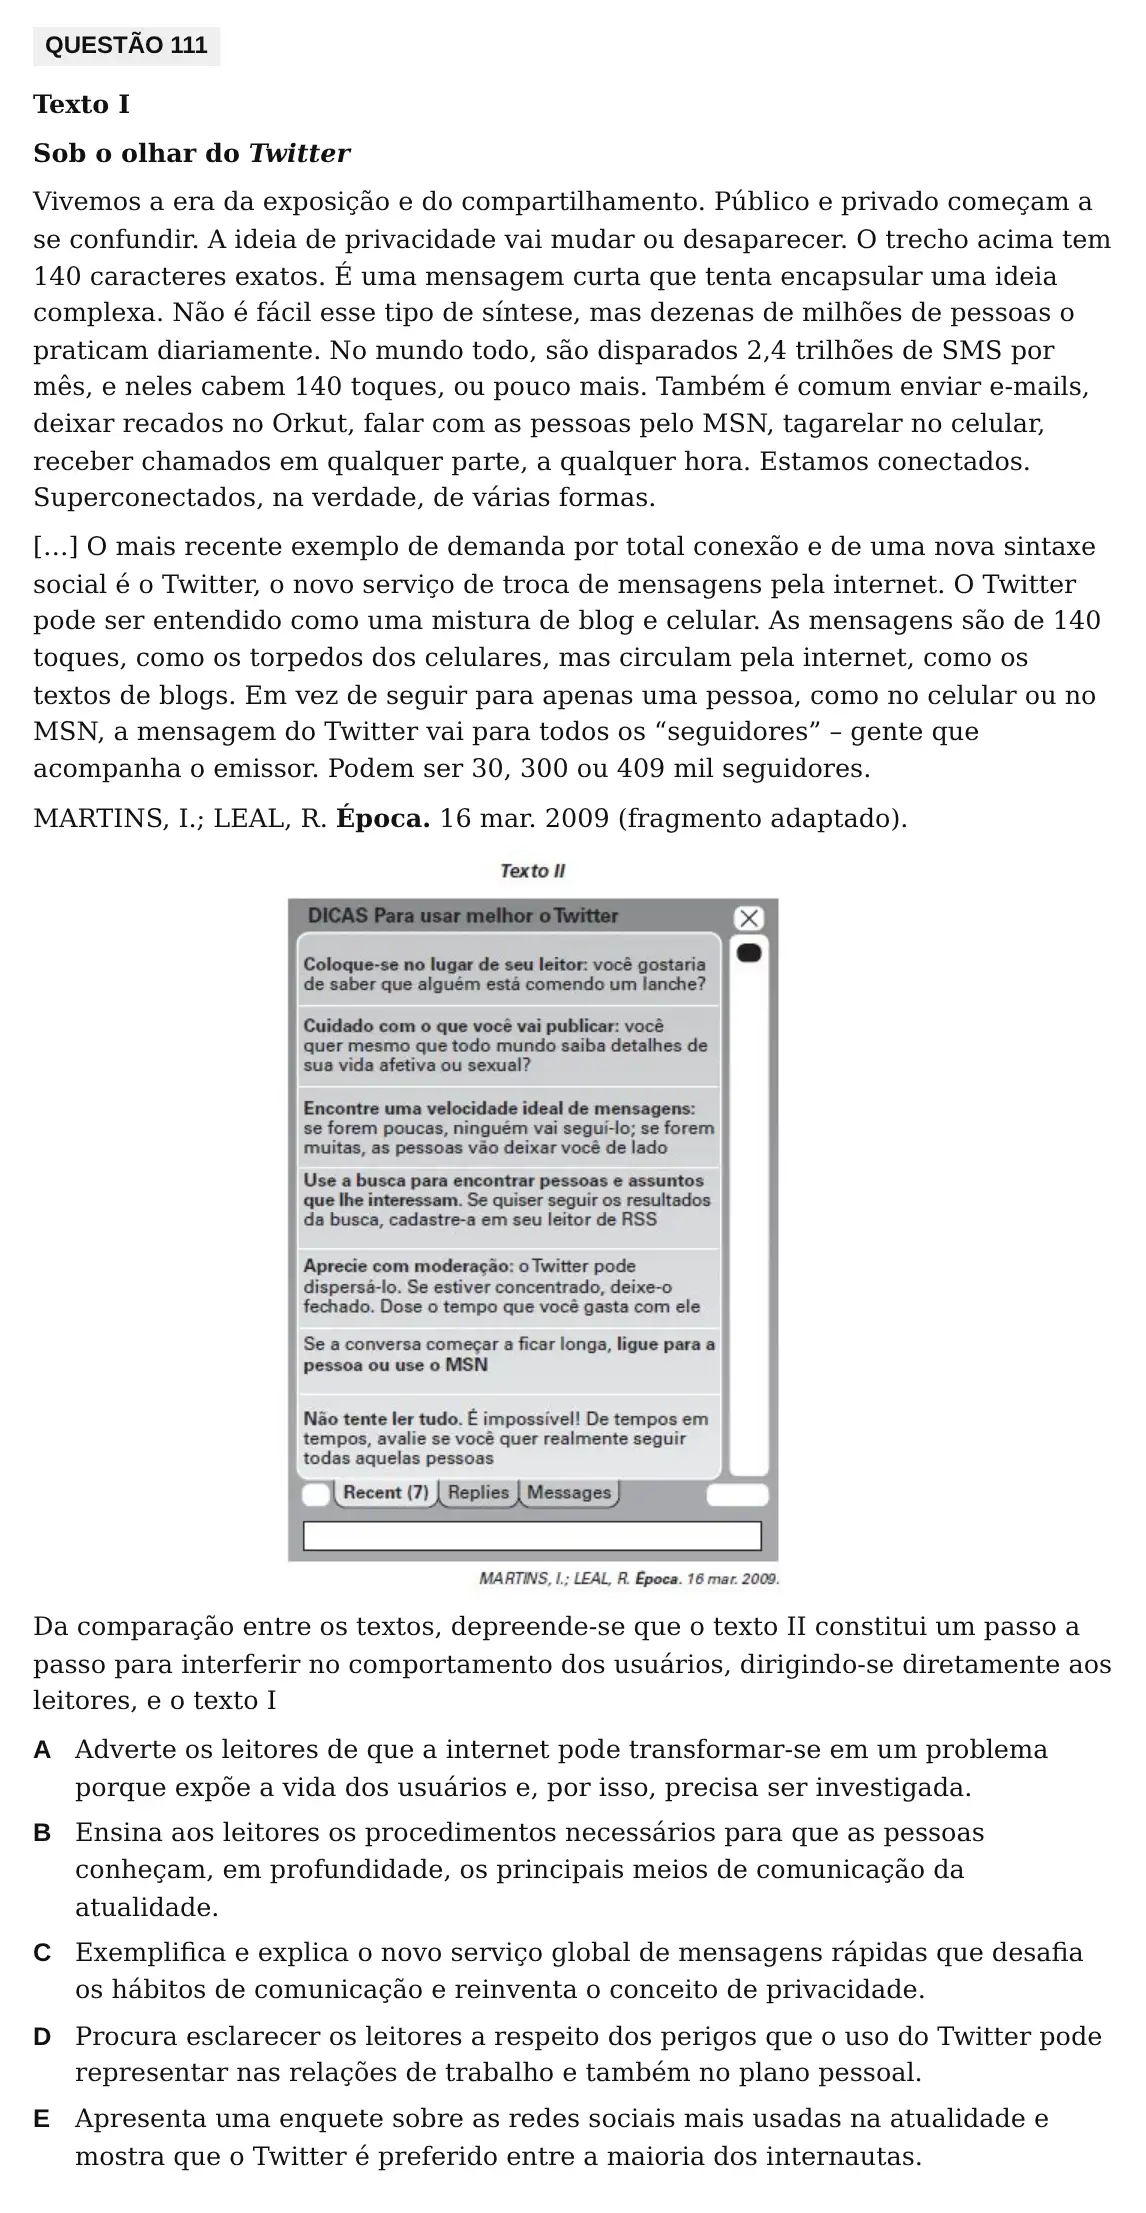 QUESTÃO 111
Texto I
Sob o olhar do Twitter
Vivemos a era da exposição e do compartilhamento. Público e privado começam a
se confundir. A ideia de privacidade vai mudar ou desaparecer. O trecho acima tem
140 caracteres exatos. É uma mensagem curta que tenta encapsular uma ideia
complexa. Não é fácil esse tipo de síntese, mas dezenas de milhões de pessoas o
praticam diariamente. No mundo todo, são disparados 2,4 trilhões de SMS por
mês, e neles cabem 140 toques, ou pouco mais. Também é comum enviar e-mails,
deixar recados no Orkut, falar com as pessoas pelo MSN, tagarelar no celular,
receber chamados em qualquer parte, a qualquer hora. Estamos conectados.
Superconectados, na verdade, de várias formas.
[...] O mais recente exemplo de demanda por total conexão e de uma nova sintaxe
social é o Twitter, o novo serviço de troca de mensagens pela internet. O Twitter
pode ser entendido como uma mistura de blog e celular. As mensagens são de 140
toques, como os torpedos dos celulares, mas circulam pela internet, como os
textos de blogs. Em vez de seguir para apenas uma pessoa, como no celular ou no
MSN, a mensagem do Twitter vai para todos os “seguidores” – gente que
acompanha o emissor. Podem ser 30, 300 ou 409 mil seguidores.
MARTINS, I.; LEAL, R. Época. 16 mar. 2009 (fragmento adaptado).
Texto II
DICAS Para usar melhor o Twitter
Coloque-se no lugar de seu leitor: você gostaria
de saber que alguém está comendo um lanche?
Cuidado com o que você vai publicar: você
quer mesmo que todo mundo saiba detalhes de
sua vida afetiva ou sexual?
Encontre uma velocidade ideal de mensagens:
se forem poucas, ninguém vai seguí-lo; se forem
muitas, as pessoas vão deixar você de lado
Use a busca para encontrar pessoas e assuntos
que lhe interessam. Se quiser seguir os resultados
da busca, cadastre-a em seu leitor de RSS
Aprecie com moderação: o Twitter pode
dispersá-lo. Se estiver concentrado, deixe-o
fechado. Dose o tempo que você gasta com ele
Se a conversa começar a ficar longa, ligue para a
pessoa ou use o MSN
Não tente ler tudo. É impossível! De tempos em
tempos, avalie se você quer realmente seguir
todas aquelas pessoas
Recent (7) Replies Messages
MARTINS, I.; LEAL, R. Época. 16 mar. 2009.
Da comparação entre os textos, depreende-se que o texto II constitui um passo a
passo para interferir no comportamento dos usuários, dirigindo-se diretamente aos
leitores, e o texto I
A Adverte os leitores de que a internet pode transformar-se em um problema
porque expõe a vida dos usuários e, por isso, precisa ser investigada.
B Ensina aos leitores os procedimentos necessários para que as pessoas
conheçam, em profundidade, os principais meios de comunicação da
atualidade.
C Exemplifica e explica o novo serviço global de mensagens rápidas que desafia
os hábitos de comunicação e reinventa o conceito de privacidade.
D Procura esclarecer os leitores a respeito dos perigos que o uso do Twitter pode
representar nas relações de trabalho e também no plano pessoal.
E Apresenta uma enquete sobre as redes sociais mais usadas na atualidade e
mostra que o Twitter é preferido entre a maioria dos internautas.